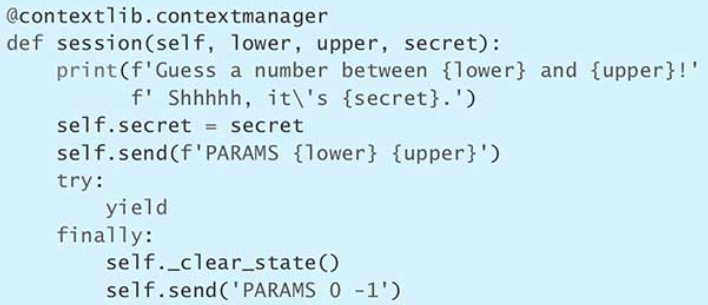 @contextlib.contextmanager
def session(self, lower, upper, secret):
    print(f'Guess a number between {lower} and {upper}!'
          f' Shhhhh, it\'s {secret}.')
    self.secret = secret
    self.send(f'PARAMS {lower} {upper}')
    try:
        yield
    finally:
        self._clear_state()
        self.send('PARAMS 0 -1')